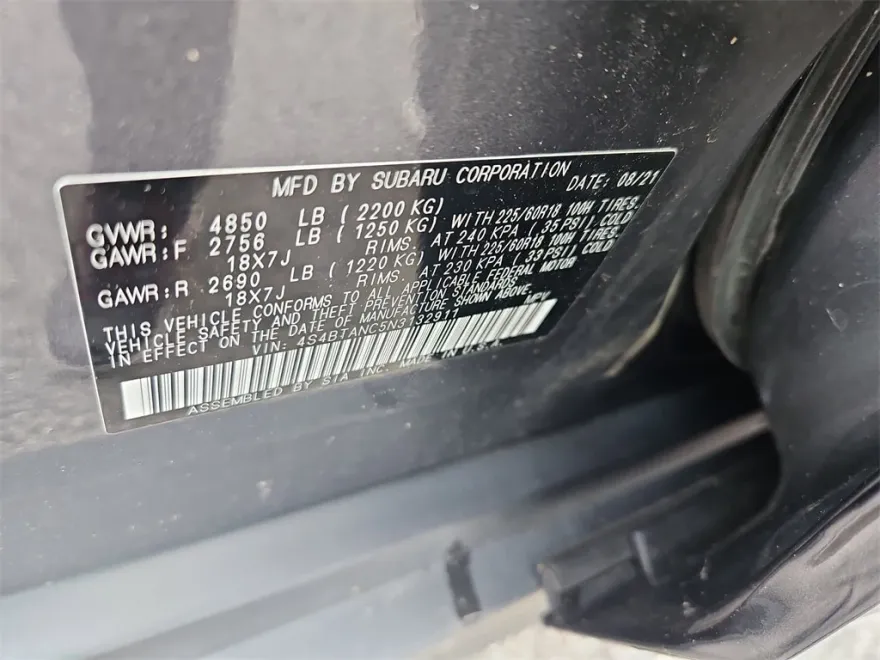 MFD BY SUBARU CORPORATION DATE: 08/21
GVWR: 4850 LB (2200 KG)
GAWR:F 2756 LB (1250 KG) WITH 225/60R18 100H TIRES,
18X7J RIMS, AT 240 KPA (35 PSI) COLD
GAWR:R 2690 LB (1220 KG) WITH 225/60R18 100H TIRES,
18X7J RIMS, AT 230 KPA (33 PSI) COLD
THIS VEHICLE CONFORMS TO ALL APPLICABLE FEDERAL MOTOR
VEHICLE SAFETY AND THEFT PREVENTION STANDARDS
IN EFFECT ON THE DATE OF MANUFACTURE SHOWN ABOVE.
VIN: 4S4BTANC5N3132911 MPV
ASSEMBLED BY SIA INC. MADE IN U.S.A.